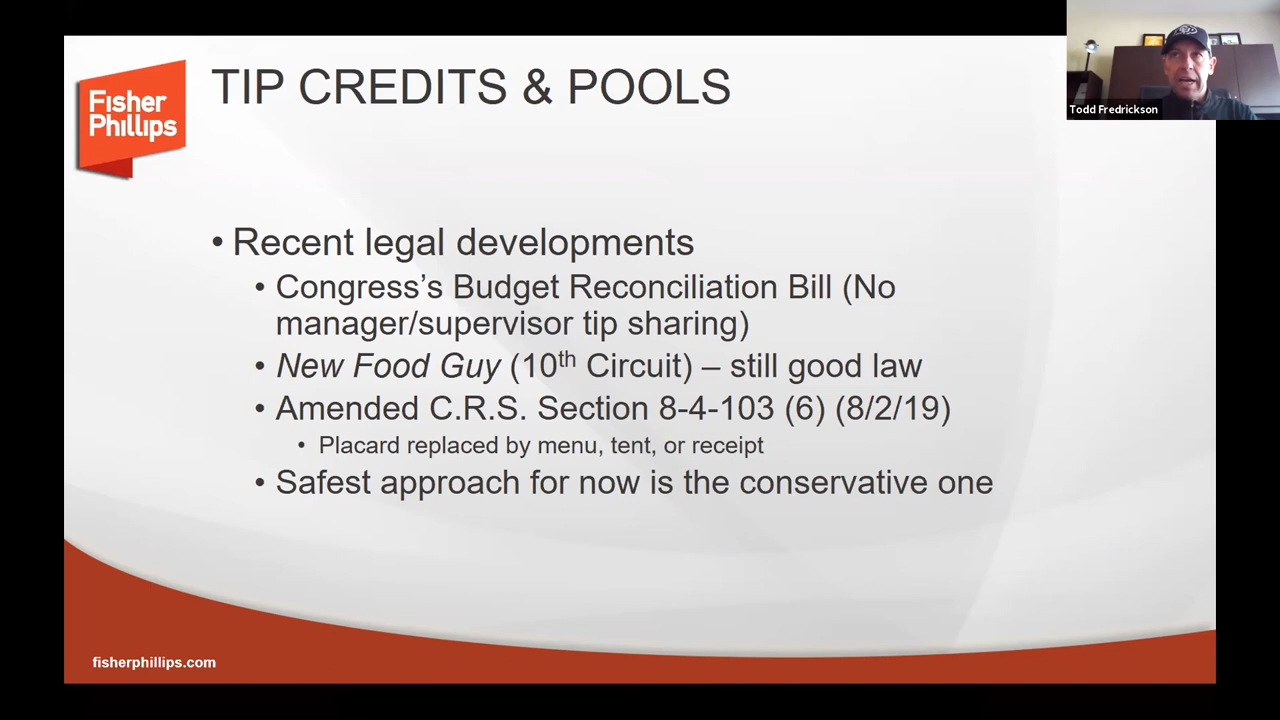 Fisher
Phillips
TIP CREDITS & POOLS
Todd Fredrickson
• Recent legal developments
• Congress’s Budget Reconciliation Bill (No
manager/supervisor tip sharing)
• New Food Guy (10th Circuit) – still good law
• Amended C.R.S. Section 8-4-103 (6) (8/2/19)
• Placard replaced by menu, tent, or receipt
• Safest approach for now is the conservative one
fisherphillips.com